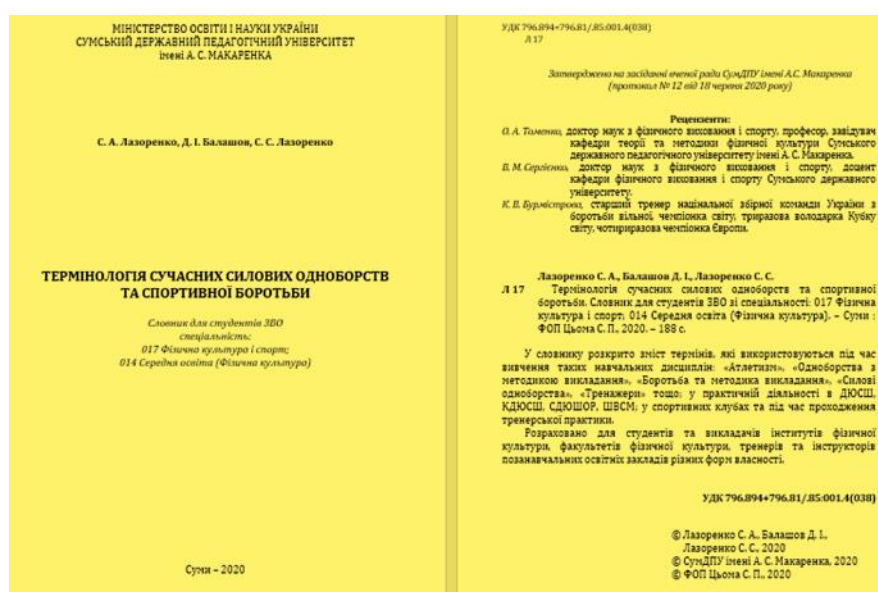 МІНІСТЕРСТВО ОСВІТИ І НАУКИ УКРАЇНИ
СУМСЬКИЙ ДЕРЖАВНИЙ ПЕДАГОГІЧНИЙ УНІВЕРСИТЕТ
імені А. С. МАКАРЕНКА
С. А. Лазоренко, Д. І. Балашов, С. С. Лазоренко
ТЕРМІНОЛОГІЯ СУЧАСНИХ СИЛОВИХ ОДНОБОРСТВ
ТА СПОРТИВНОЇ БОРОТЬБИ
Словник для студентів ЗВО
спеціальність:
017 Фізична культура і спорт;
014 Середня освіта (Фізична культура)
Суми – 2020
УДК 796.894+796.81/.85:001.4(038)
Л 17
Затверджено на засіданні вченої ради СумДПУ імені А.С. Макаренка
(протокол № 12 від 18 червня 2020 року)
Рецензенти:
О. А. Томенко, доктор наук з фізичного виховання і спорту, професор, завідувач
кафедри теорії та методики фізичної культури Сумського
державного педагогічного університету імені А. С. Макаренка.
В. М. Сергієнко, доктор наук з фізичного виховання і спорту, доцент
кафедри фізичного виховання і спорту Сумського державного
університету.
К. В. Бурмістрова, старший тренер національної збірної команди України з
боротьби вільної, чемпіонка світу, триразова володарка Кубку
світу, чотириразова чемпіонка Європи.
Лазоренко С. А., Балашов Д. І., Лазоренко С. С.
Л 17 Термінологія сучасних силових одноборств та спортивної
боротьби. Словник для студентів ЗВО зі спеціальності: 017 Фізична
культура і спорт; 014 Середня освіта (Фізична культура). – Суми :
ФОП Цьома С. П., 2020. – 188 с.
У словнику розкрито зміст термінів, які використовуються під час
вивчення таких навчальних дисциплін: «Атлетизм», «Одноборства з
методикою викладання», «Боротьба та методика викладання», «Силові
одноборства», «Тренажери» тощо; у практичній діяльності в ДЮСШ,
КДЮСШ, СДЮШОР, ШВСМ; у спортивних клубах та під час проходження
тренерської практики.
Розраховано для студентів та викладачів інститутів фізичної
культури, факультетів фізичної культури, тренерів та інструкторів
позанавчальних освітніх закладів різних форм власності.
УДК 796.894+796.81/.85:001.4(038)
© Лазоренко С. А., Балашов Д. І.,
Лазоренко С. С., 2020
© СумДПУ імені А. С. Макаренка, 2020
© ФОП Цьома С. П., 2020